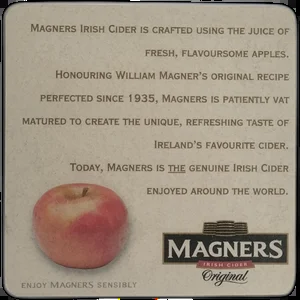 Magners Irish Cider is crafted using the juice of
fresh, flavoursome apples.
Honouring William Magner's original recipe
perfected since 1935, Magners is patiently vat
matured to create the unique, refreshing taste of
Ireland's favourite cider.
Today, Magners is the genuine Irish Cider
enjoyed around the world.
MAGNERS
IRISH CIDER
Original
ENJOY MAGNERS SENSIBLY